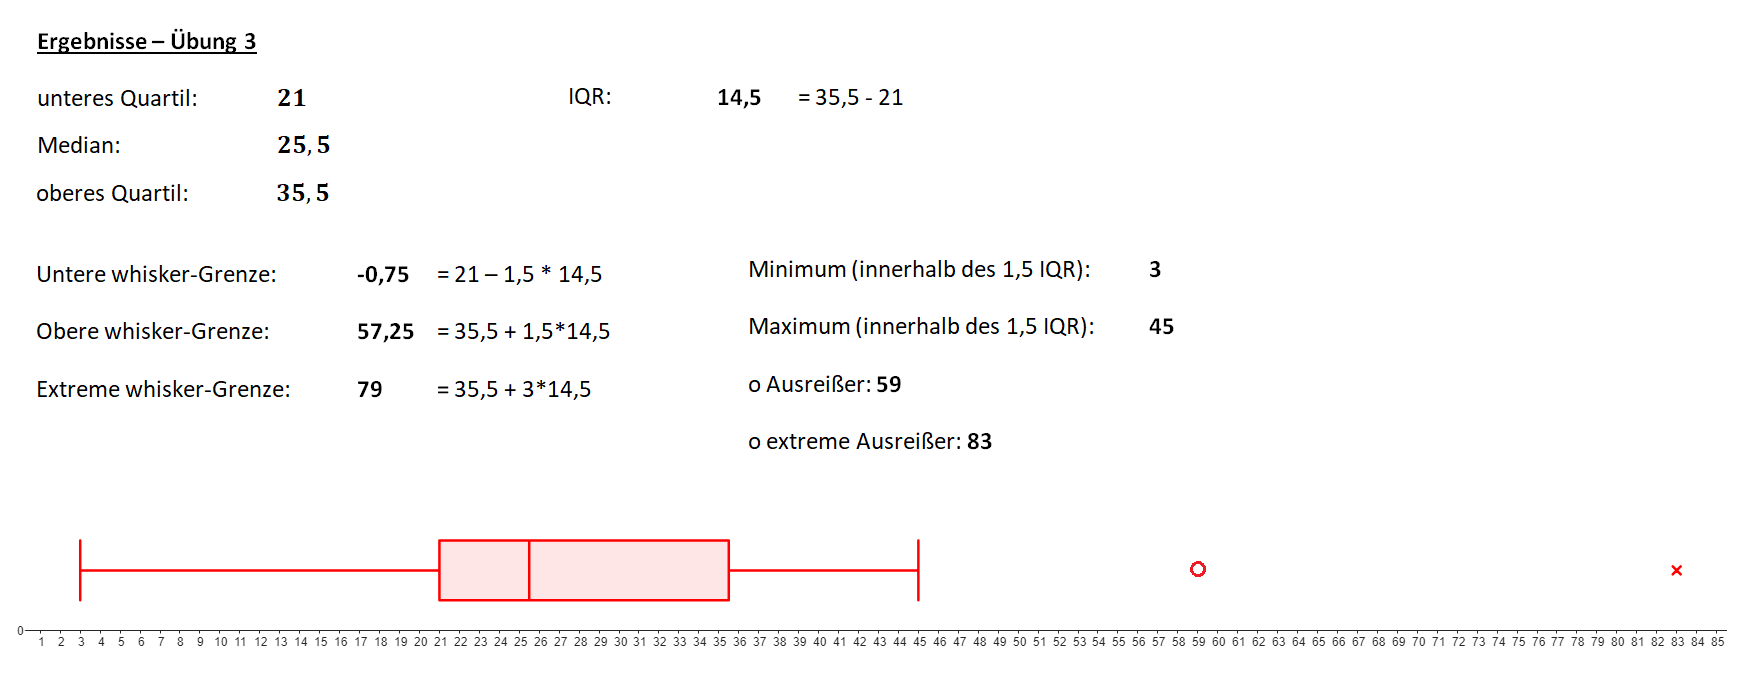 Ergebnisse – Übung 3
unteres Quartil: 21 IQR: 14,5 = 35,5 - 21
Median: 25,5
oberes Quartil: 35,5
Untere whisker-Grenze: -0,75 = 21 – 1,5 * 14,5
Obere whisker-Grenze: 57,25 = 35,5 + 1,5*14,5
Extreme whisker-Grenze: 79 = 35,5 + 3*14,5
Minimum (innerhalb des 1,5 IQR): 3
Maximum (innerhalb des 1,5 IQR): 45
o Ausreißer: 59
o extreme Ausreißer: 83
0 1 2 3 4 5 6 7 8 9 10 11 12 13 14 15 16 17 18 19 20 21 22 23 24 25 26 27 28 29 30 31 32 33 34 35 36 37 38 39 40 41 42 43 44 45 46 47 48 49 50 51 52 53 54 55 56 57 58 59 60 61 62 63 64 65 66 67 68 69 70 71 72 73 74 75 76 77 78 79 80 81 82 83 84 85